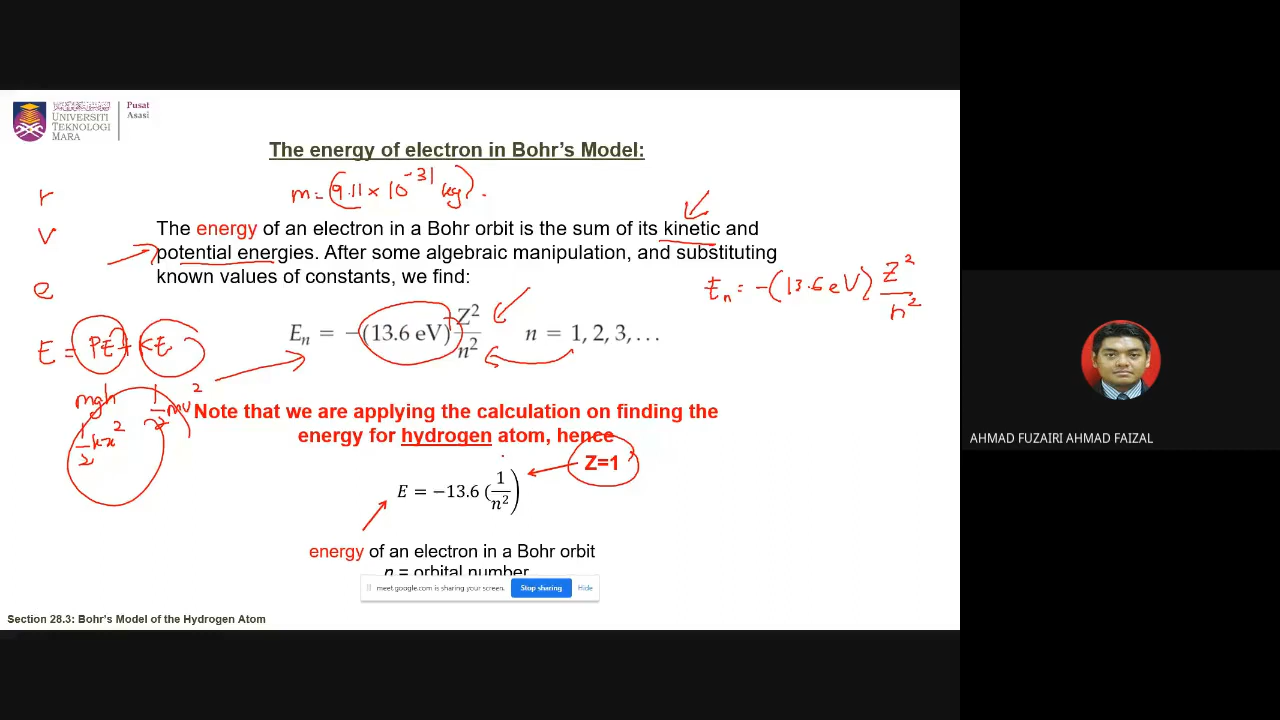 UNIVERSITI
TEKNOLOGI
MARA
Pusat
Asasi
The energy of electron in Bohr's Model:
m = (9.11 × 10^-31 kg).
r
v
e
E = PE + KE
mgh 1/2 mv^2
1/2 kx^2
The energy of an electron in a Bohr orbit is the sum of its kinetic and
potential energies. After some algebraic manipulation, and substituting
known values of constants, we find:
En = -(13.6 eV) Z^2/n^2
En = −(13.6 eV) Z²/n² n = 1, 2, 3, . . .
Note that we are applying the calculation on finding the
energy for hydrogen atom, hence
Z=1
E = −13.6 (1/n²)
energy of an electron in a Bohr orbit
n = orbital number
meet.google.com is sharing your screen.
Stop sharing
Hide
Section 28.3: Bohr's Model of the Hydrogen Atom
AHMAD FUZAIRI AHMAD FAIZAL